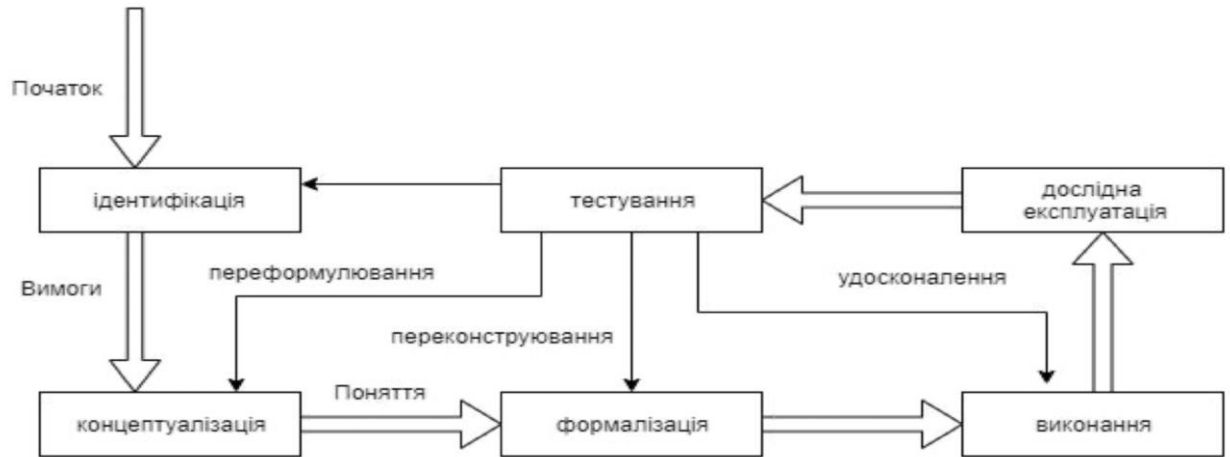 Початок
ідентифікація
тестування
дослідна
експлуатація
переформулювання
Вимоги
удосконалення
переконструювання
Поняття
концептуалізація
формалізація
виконання